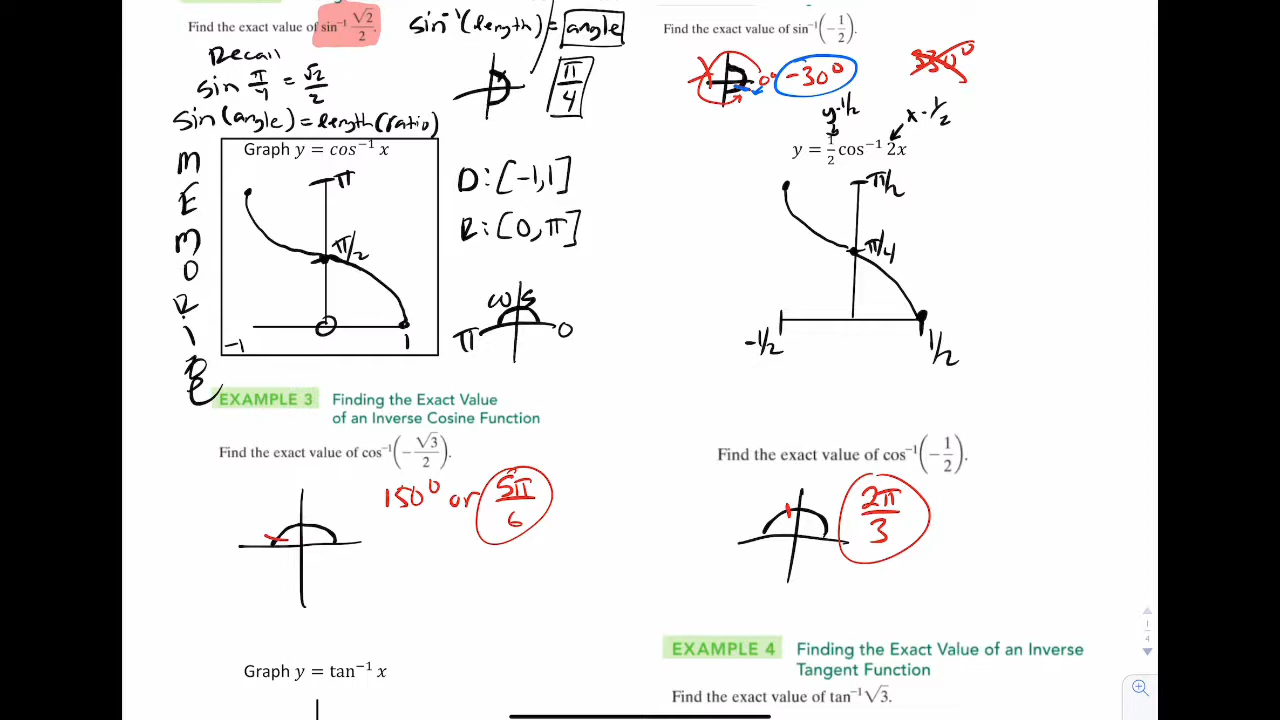 Find the exact value of sin⁻¹ √2/2.
Recall
sin π/4 = √2/2
sin(angle) = length(ratio)
sin⁻¹(length) = angle
π/4
Find the exact value of sin⁻¹(-1/2).
0°
-30°
330°
MEMORIZE
Graph y = cos⁻¹ x
π
π/2
-1
1
D: [-1,1]
R: [0, π]
cos
π
0
y·1/2
x·1/2
y = 1/2 cos⁻¹ 2x
π/2
π/4
-1/2
1/2
EXAMPLE 3 Finding the Exact Value
of an Inverse Cosine Function
Find the exact value of cos⁻¹(-√3/2).
150° or 5π/6
Find the exact value of cos⁻¹(-1/2).
2π/3
Graph y = tan⁻¹ x
EXAMPLE 4 Finding the Exact Value of an Inverse
Tangent Function
Find the exact value of tan⁻¹√3.
1
4